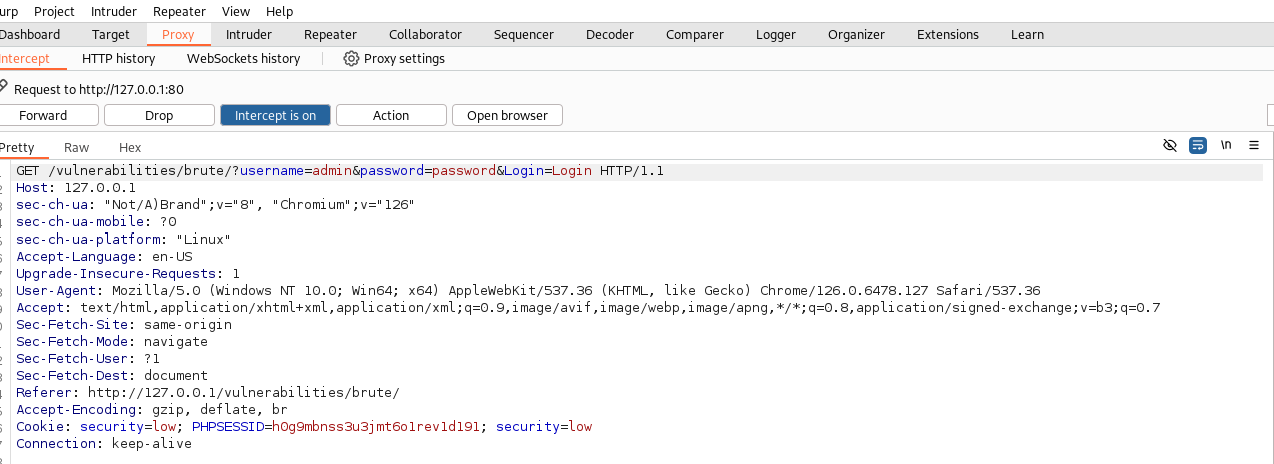 urp Project Intruder Repeater View Help
Dashboard Target Proxy Intruder Repeater Collaborator Sequencer Decoder Comparer Logger Organizer Extensions Learn
Intercept HTTP history WebSockets history Proxy settings
Request to http://127.0.0.1:80
Forward Drop Intercept is on Action Open browser
Pretty Raw Hex \n
GET /vulnerabilities/brute/?username=admin&password=password&Login=Login HTTP/1.1
Host: 127.0.0.1
sec-ch-ua: "Not/A)Brand";v="8", "Chromium";v="126"
sec-ch-ua-mobile: ?0
sec-ch-ua-platform: "Linux"
Accept-Language: en-US
Upgrade-Insecure-Requests: 1
User-Agent: Mozilla/5.0 (Windows NT 10.0; Win64; x64) AppleWebKit/537.36 (KHTML, like Gecko) Chrome/126.0.6478.127 Safari/537.36
Accept: text/html,application/xhtml+xml,application/xml;q=0.9,image/avif,image/webp,image/apng,*/*;q=0.8,application/signed-exchange;v=b3;q=0.7
Sec-Fetch-Site: same-origin
Sec-Fetch-Mode: navigate
Sec-Fetch-User: ?1
Sec-Fetch-Dest: document
Referer: http://127.0.0.1/vulnerabilities/brute/
Accept-Encoding: gzip, deflate, br
Cookie: security=low; PHPSESSID=h0g9mbnss3u3jmt6o1rev1d191; security=low
Connection: keep-alive